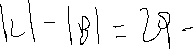 |L| - |B| = 29 -